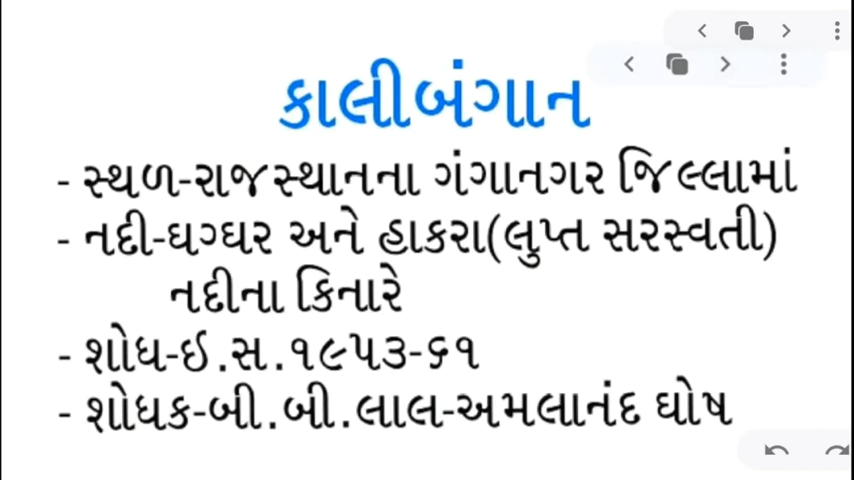 કાલીબંગાન
- સ્થળ-રાજસ્થાનના ગંગાનગર જિલ્લામાં
- નદી-ઘગ્ઘર અને હાકરા(લુપ્ત સરસ્વતી)
નદીના કિનારે
- શોધ-ઈ.સ.૧૯૫૩-૬૧
- શોધક-બી.બી.લાલ-અમલાનંદ ઘોષ